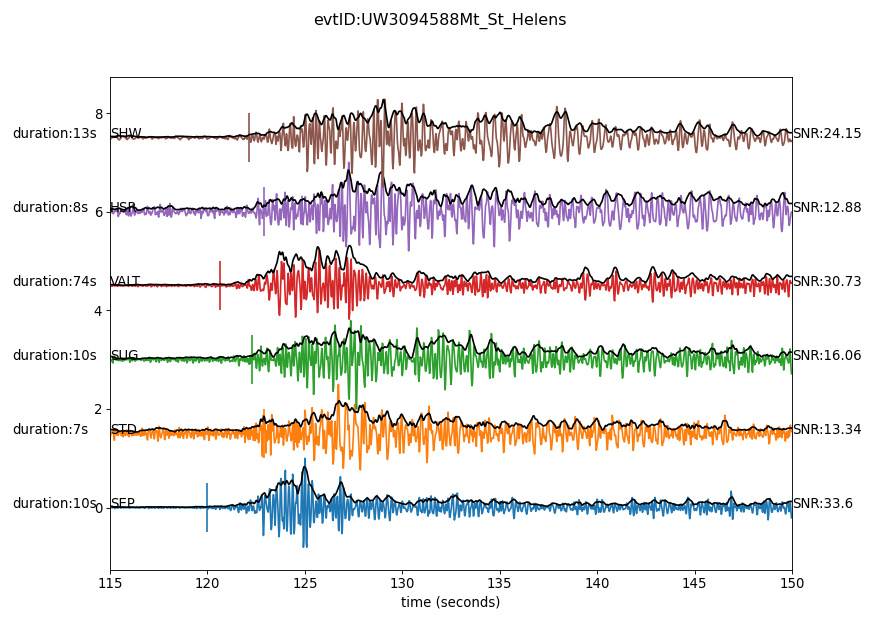 evtID:UW3094588Mt_St_Helens
8
duration:13s SHW SNR:24.15
duration:8s HSR SNR:12.88
6
duration:74s VALT SNR:30.73
4
duration:10s SUG SNR:16.06
2
duration:7s STD SNR:13.34
duration:10s SEP SNR:33.6
0
115 120 125 130 135 140 145 150
time (seconds)